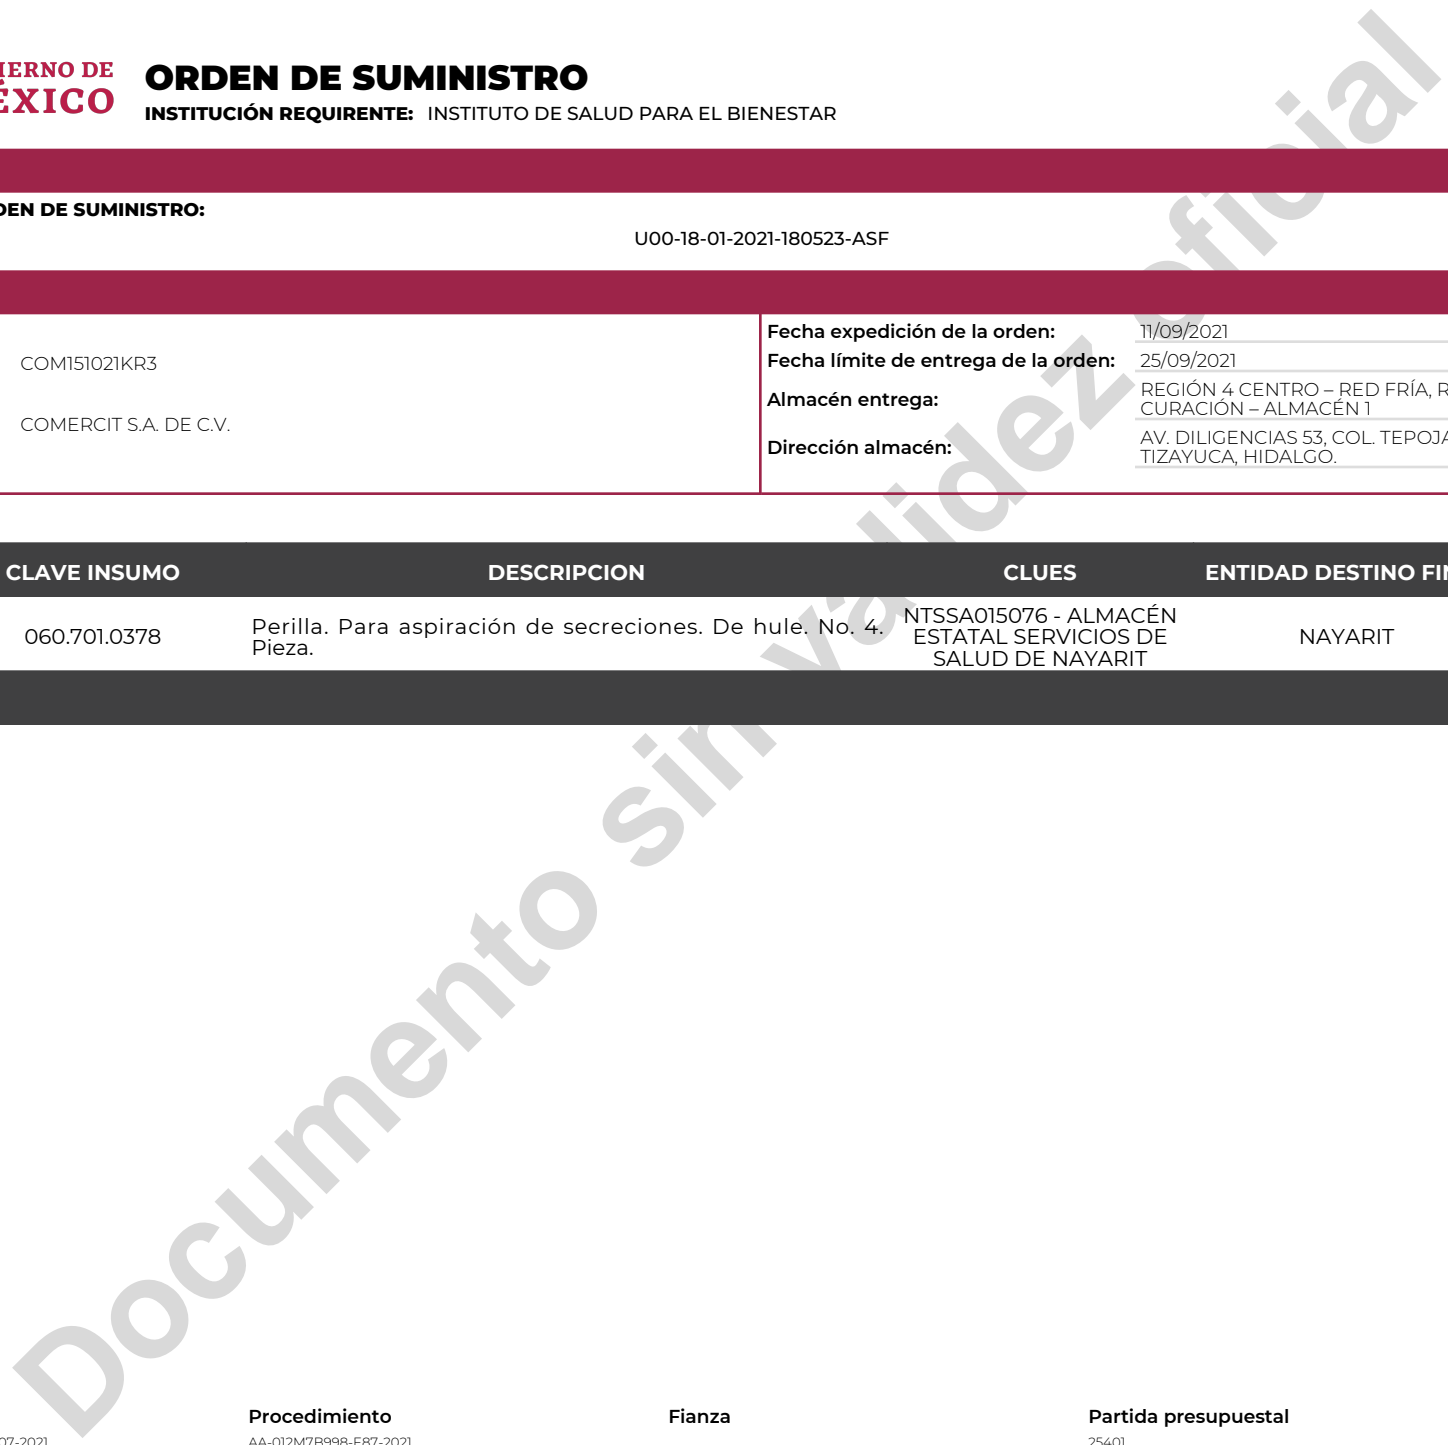 DE
ORDEN DE SUMINISTRO
INSTITUCIÓN REQUIRENTE: INSTITUTO DE SALUD PARA EL BIENESTAR
DE SUMINISTRO:
U00-18-01-2021-180523-ASF
COM151021KR3
COMERCIT S.A. DE C.V.
Fecha expedición de la orden: 11/09/2021
Fecha límite de entrega de la orden: 25/09/2021
Almacén entrega: REGIÓN 4 CENTRO – RED FRÍA,
CURACIÓN – ALMACÉN 1
Dirección almacén: AV. DILIGENCIAS 53, COL.
TIZAYUCA, HIDALGO.
CLAVE INSUMO DESCRIPCION CLUES ENTIDAD DESTINO
060.701.0378
Perilla. Para aspiración de secreciones. De hule. No. 4.
Pieza.
NTSSA015076 - ALMACÉN
ESTATAL SERVICIOS DE
SALUD DE NAYARIT
NAYARIT
Documento sin validez oficial
Procedimiento Fianza Partida presupuestal
AA-012M7B998-E87-2021 25401